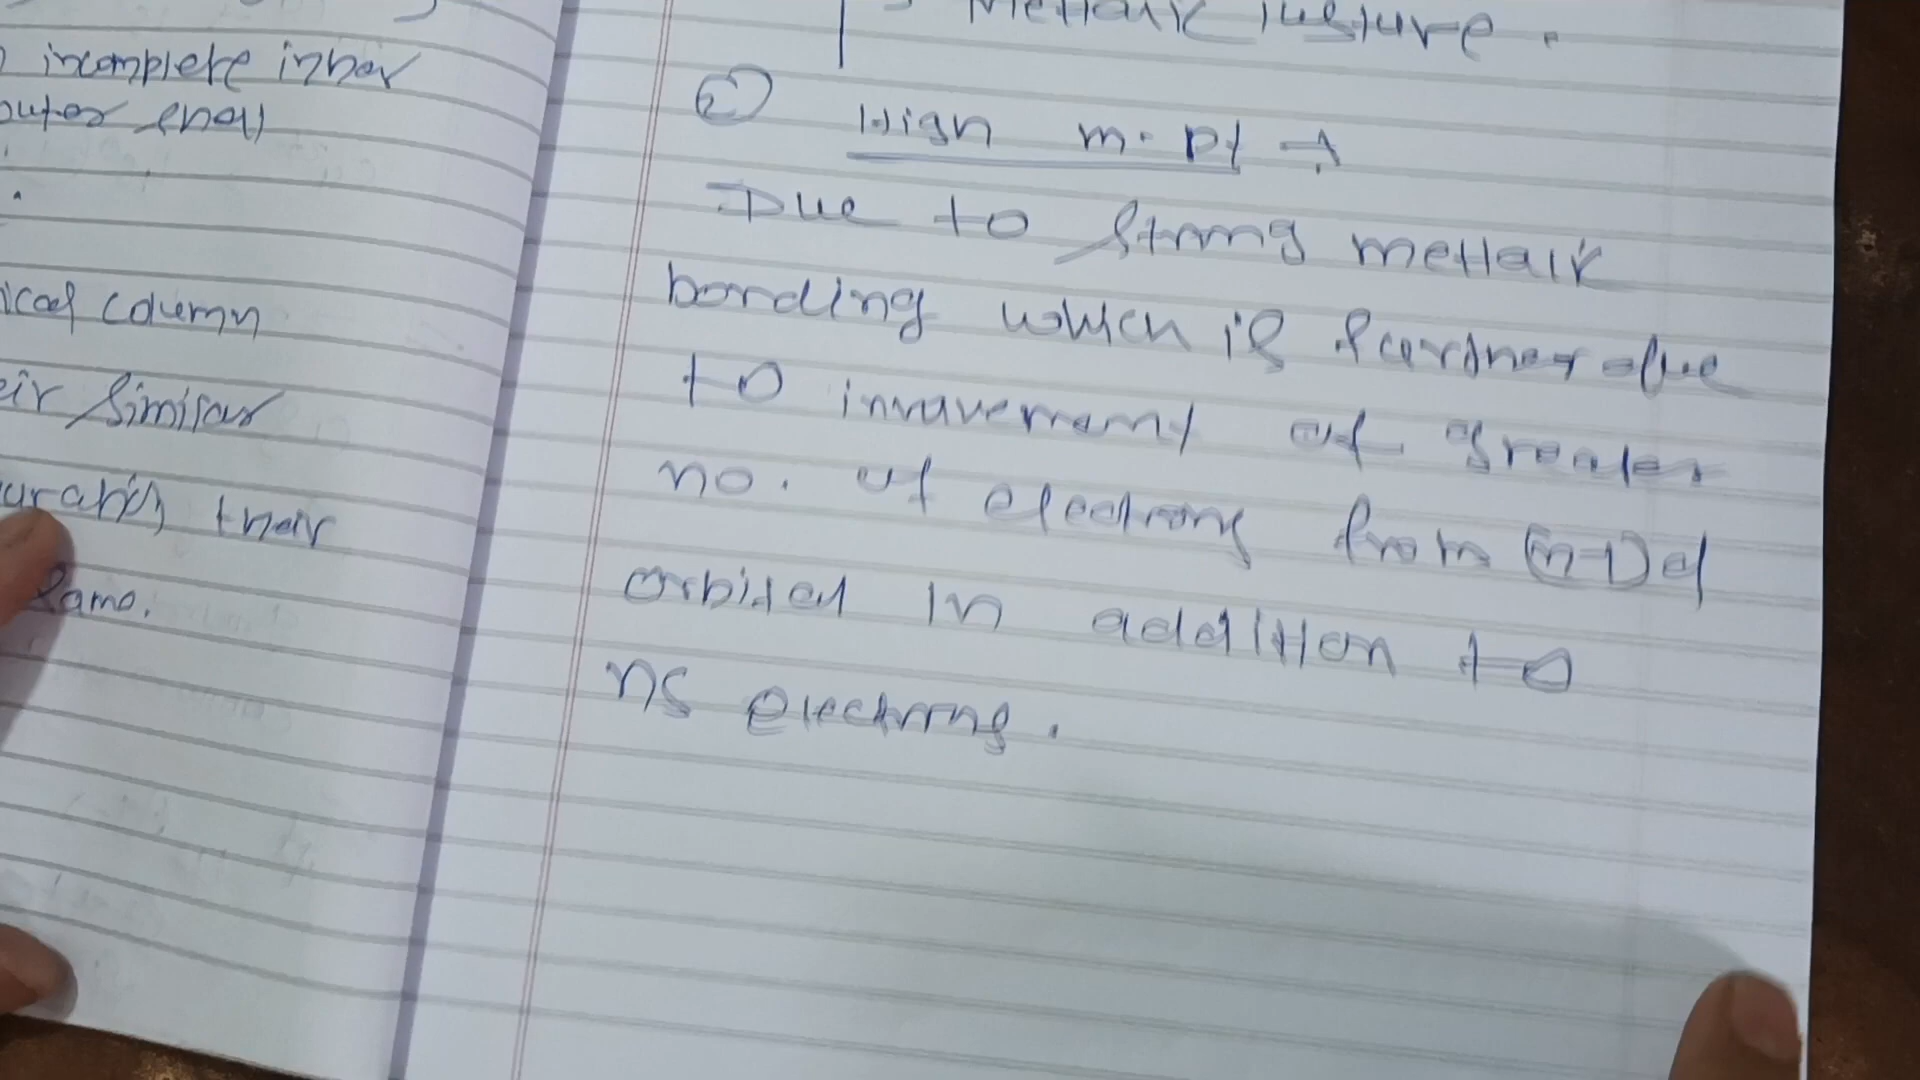 incomplete inner
outer shell
ical column
eir similar
uration their
same.
Metallic lusture.
2
High m.pt →
Due to strong metallic
bonding which is further due
to invovement of greater
no. of electrons from (n-1)d
orbital in addition to
ns electrons.